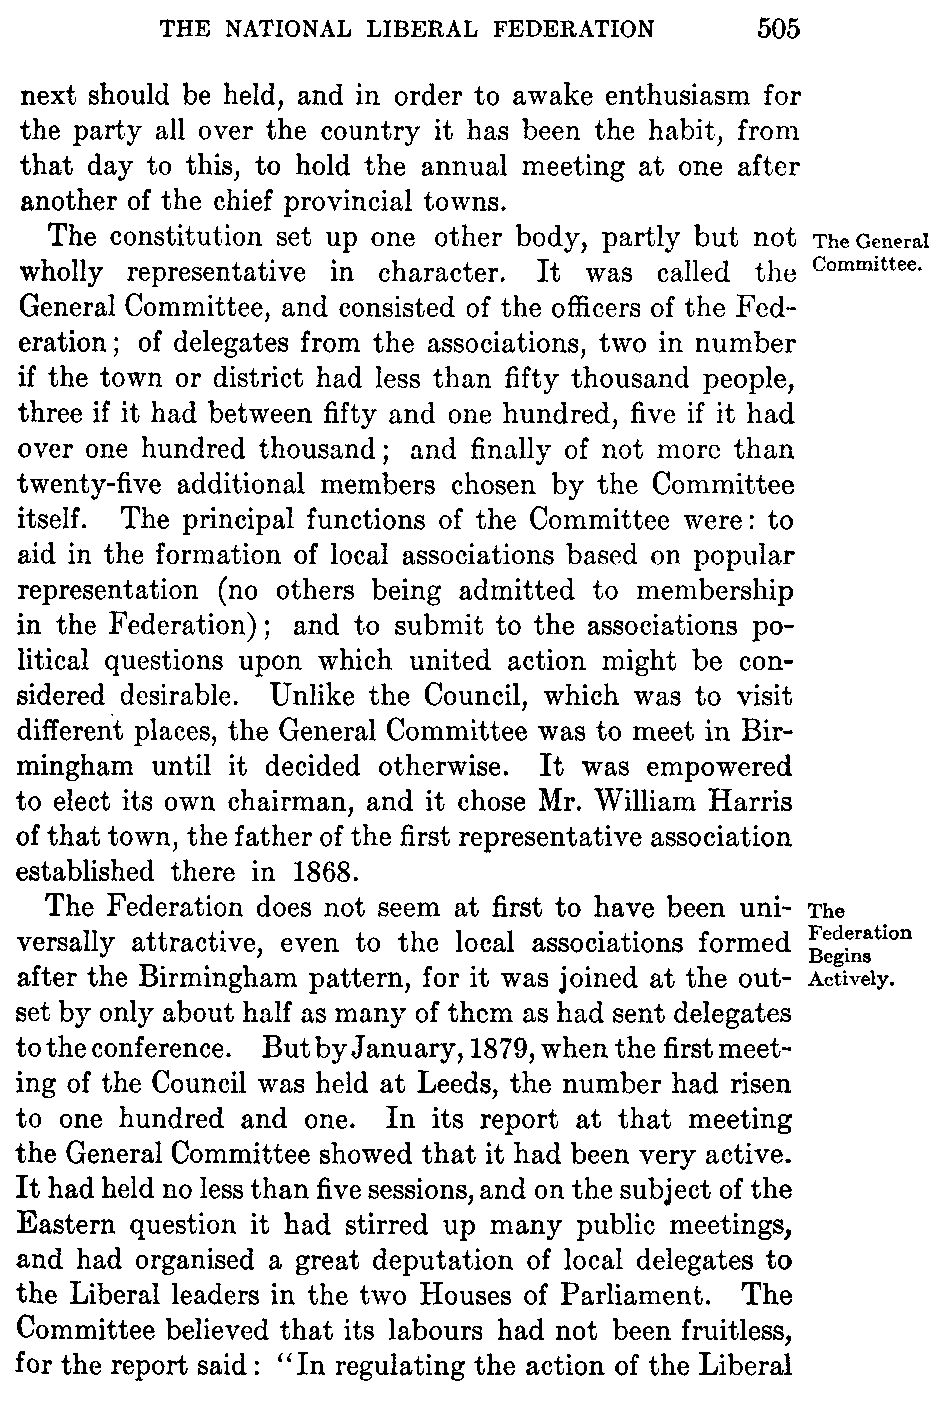 THE NATIONAL LIBERAL FEDERATION 505
next should be held, and in order to awake enthusiasm for
the party all over the country it has been the habit, from
that day to this, to hold the annual meeting at one after
another of the chief provincial towns.
The constitution set up one other body, partly but not
The General
Committee.
wholly representative in character. It was called the
General Committee, and consisted of the officers of the Fed-
eration; of delegates from the associations, two in number
if the town or district had less than fifty thousand people,
three if it had between fifty and one hundred, five if it had
over one hundred thousand; and finally of not more than
twenty-five additional members chosen by the Committee
itself. The principal functions of the Committee were: to
aid in the formation of local associations based on popular
representation (no others being admitted to membership
in the Federation); and to submit to the associations po-
litical questions upon which united action might be con-
sidered desirable. Unlike the Council, which was to visit
different places, the General Committee was to meet in Bir-
mingham until it decided otherwise. It was empowered
to elect its own chairman, and it chose Mr. William Harris
of that town, the father of the first representative association
established there in 1868.
The Federation does not seem at first to have been uni-
The
Federation
Begins
Actively.
versally attractive, even to the local associations formed
after the Birmingham pattern, for it was joined at the out-
set by only about half as many of them as had sent delegates
to the conference. But by January, 1879, when the first meet-
ing of the Council was held at Leeds, the number had risen
to one hundred and one. In its report at that meeting
the General Committee showed that it had been very active.
It had held no less than five sessions, and on the subject of the
Eastern question it had stirred up many public meetings,
and had organised a great deputation of local delegates to
the Liberal leaders in the two Houses of Parliament. The
Committee believed that its labours had not been fruitless,
for the report said: "In regulating the action of the Liberal